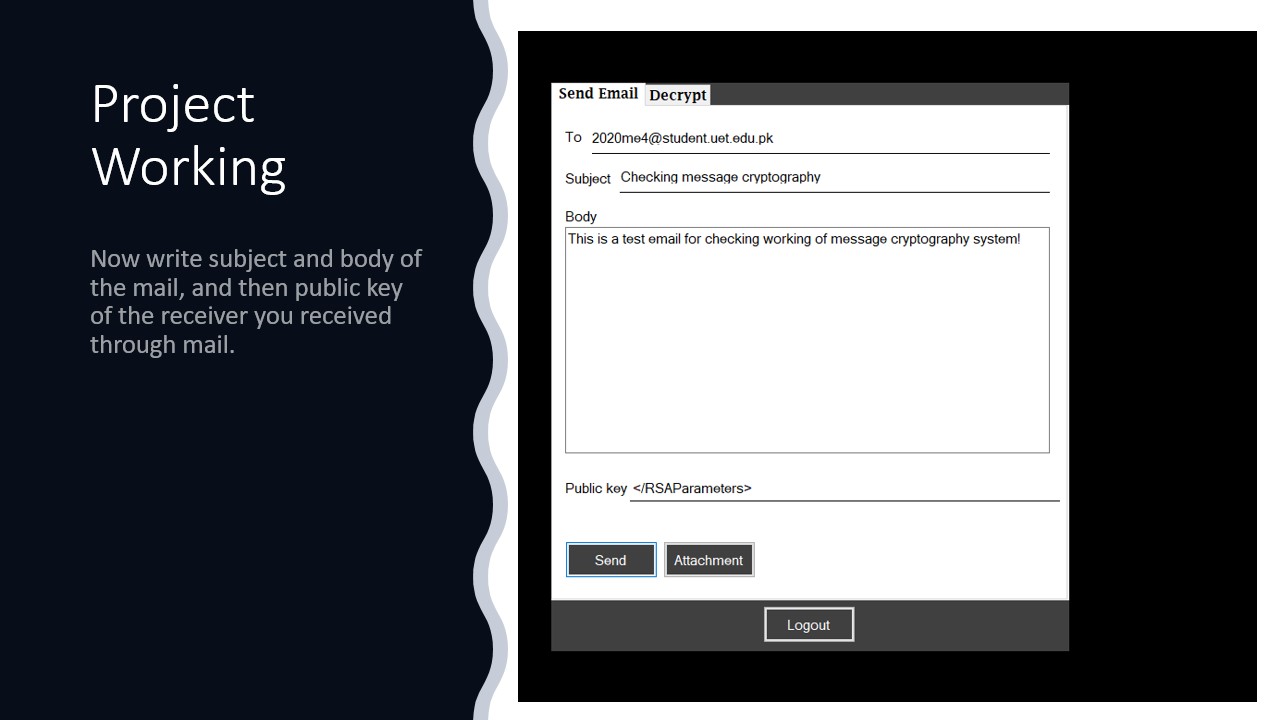 Project
Working
Now write subject and body of
the mail, and then public key
of the receiver you received
through mail.
Send Email Decrypt
To 2020me4@student.uet.edu.pk
Subject Checking message cryptography
Body
This is a test email for checking working of message cryptography system!
Public key </RSAParameters>
Send Attachment
Logout